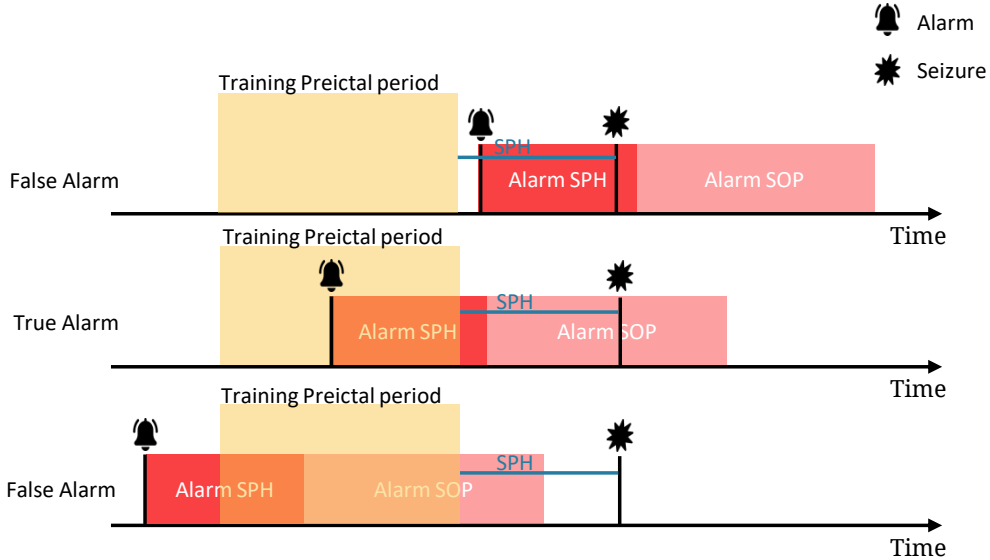 Alarm
Seizure
Training Preictal period
SPH
False Alarm
Alarm SPH
Alarm SOP
Time
Training Preictal period
SPH
True Alarm
Alarm SPH
Alarm SOP
Time
Training Preictal period
SPH
False Alarm
Alarm SPH
Alarm SOP
Time